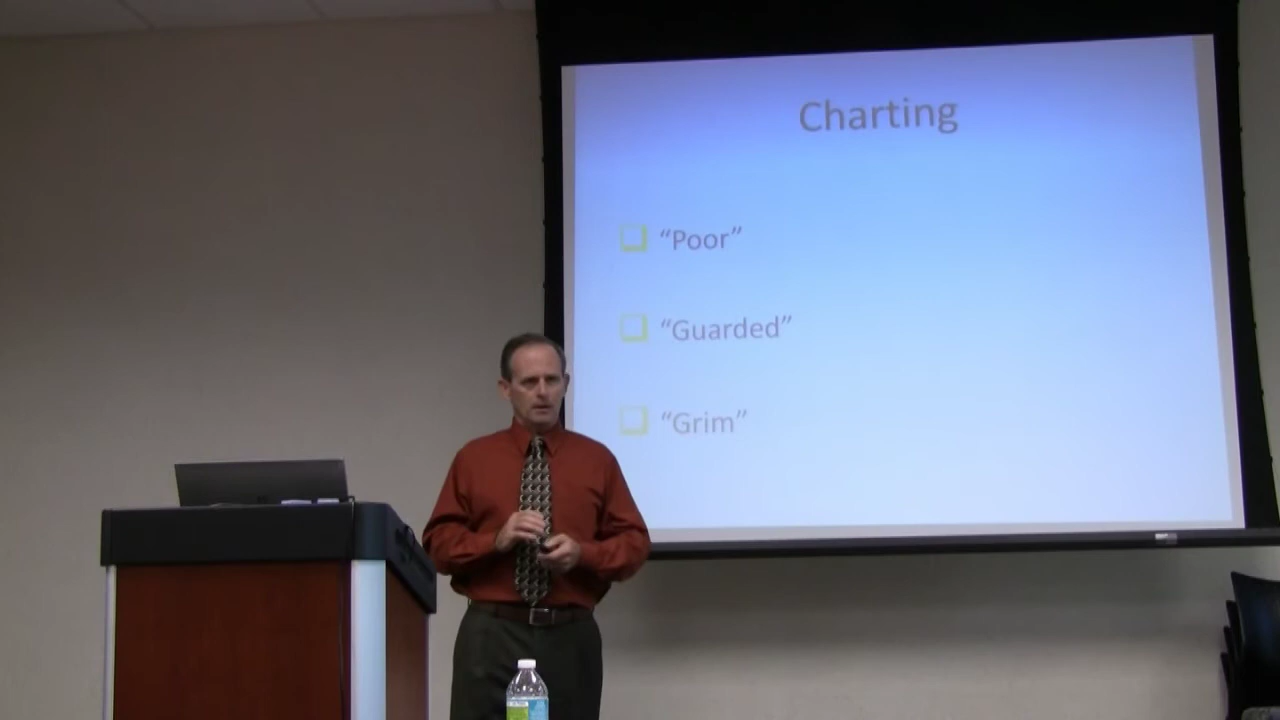 Charting
“Poor”
“Guarded”
“Grim”